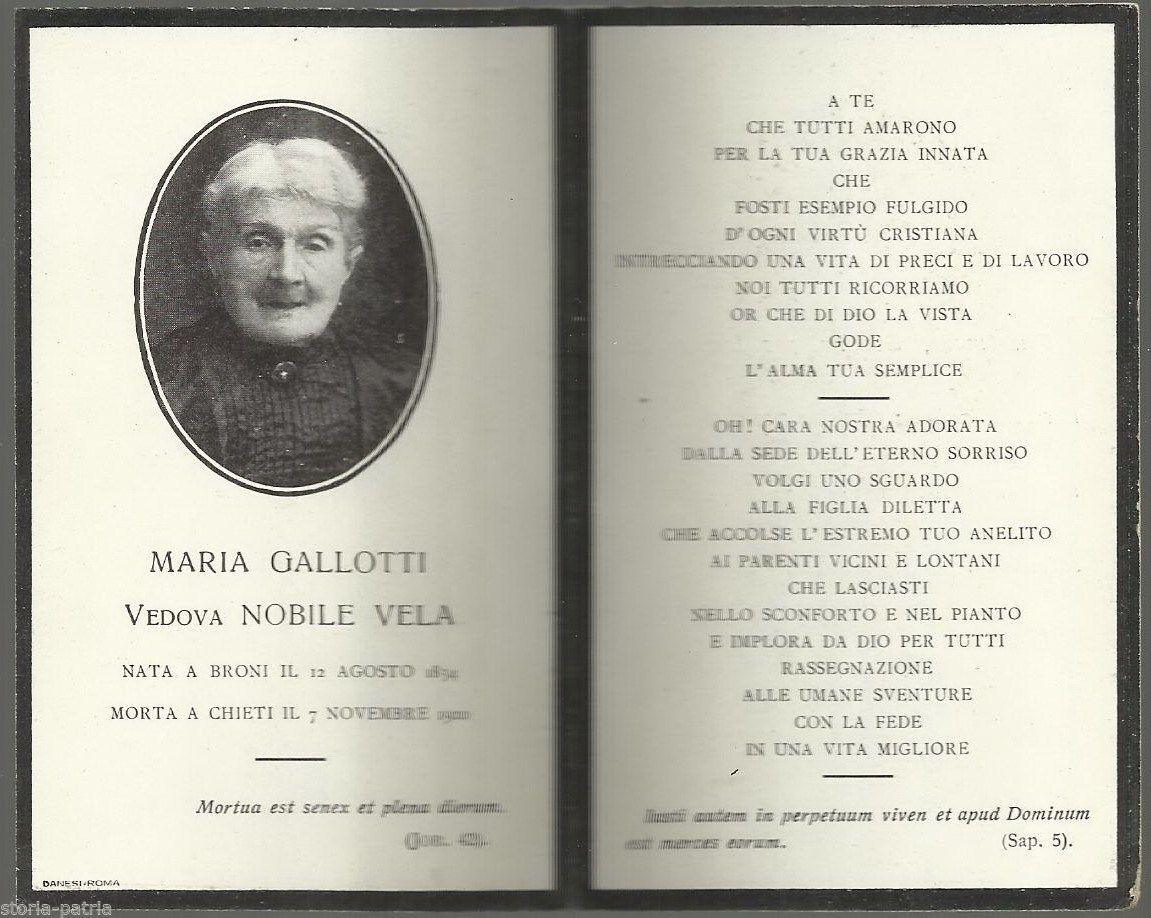 MARIA GALLOTTI
VEDOVA NOBILE VELA
NATA A BRONI IL 12 AGOSTO
MORTA A CHIETI IL 7 NOVEMBRE
Mortua est senex et plena dierum.
DANESI-ROMA
A TE
CHE TUTTI AMARONO
PER LA TUA GRAZIA INNATA
CHE
FOSTI ESEMPIO FULGIDO
D'OGNI VIRTÙ CRISTIANA
INTRECCIANDO UNA VITA DI PRECI E DI LAVORO
NOI TUTTI RICORRIAMO
OR CHE DI DIO LA VISTA
GODE
L'ALMA TUA SEMPLICE
OH! CARA NOSTRA ADORATA
DALLA SEDE DELL'ETERNO SORRISO
VOLGI UNO SGUARDO
ALLA FIGLIA DILETTA
CHE ACCOLSE L'ESTREMO TUO ANELITO
AI PARENTI VICINI E LONTANI
CHE LASCIASTI
NELLO SCONFORTO E NEL PIANTO
E IMPLORA DA DIO PER TUTTI
RASSEGNAZIONE
ALLE UMANE SVENTURE
CON LA FEDE
IN UNA VITA MIGLIORE
autem in perpetuum viven et apud Dominum
est merces eorum. (Sap. 5).
storia-patria